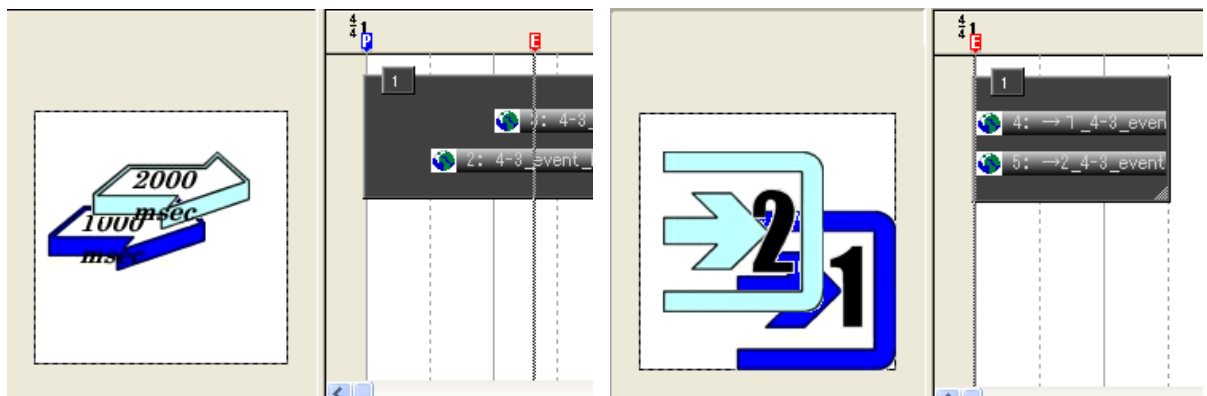 4
4 1
P
E
1
3: 4-3_
2: 4-3_event_
2000
msec
1000
msec
4
4 1
E
1
4: →1_4-3_even
5: →2_4-3_event
2
1